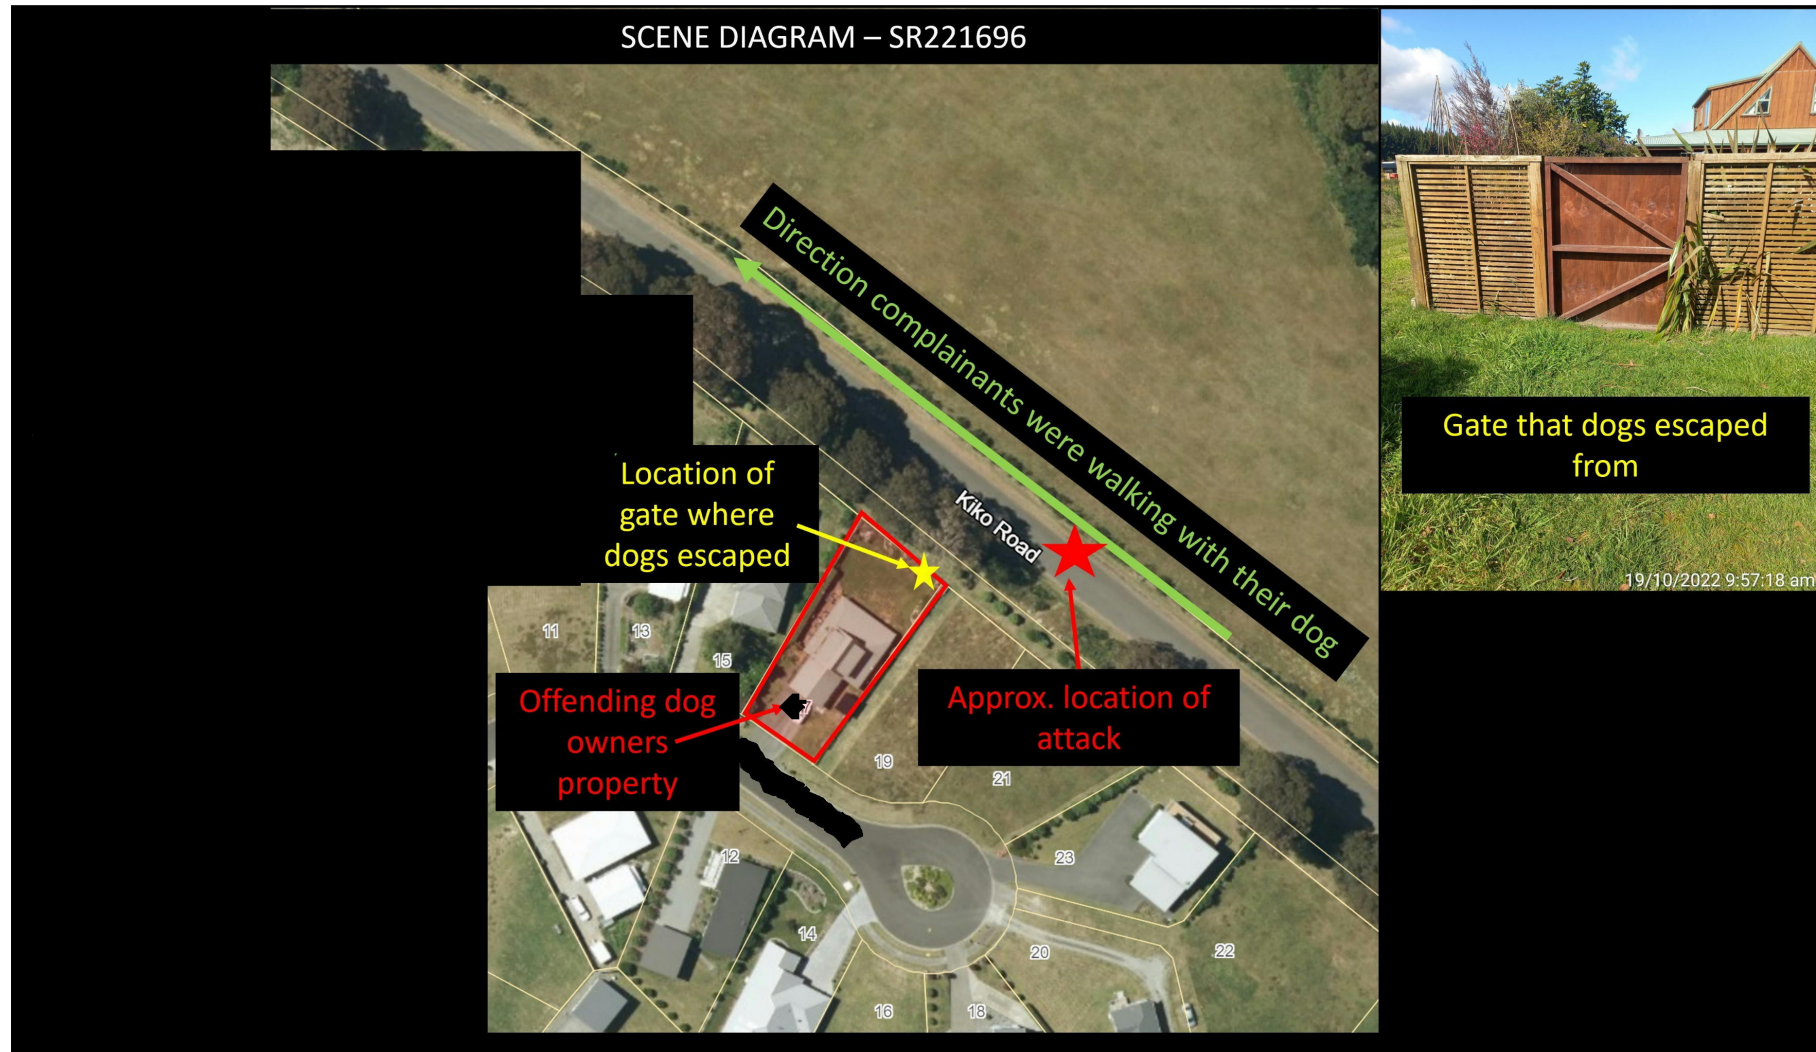 SCENE DIAGRAM – SR221696
Direction complainants were walking with their dog
Location of
gate where
dogs escaped
Kiko Road
Gate that dogs escaped
from
19/10/2022 9:57:18 am
11
13
15
Offending dog
owners
property
Approx. location of
attack
19
21
12
23
14
20
22
16
18